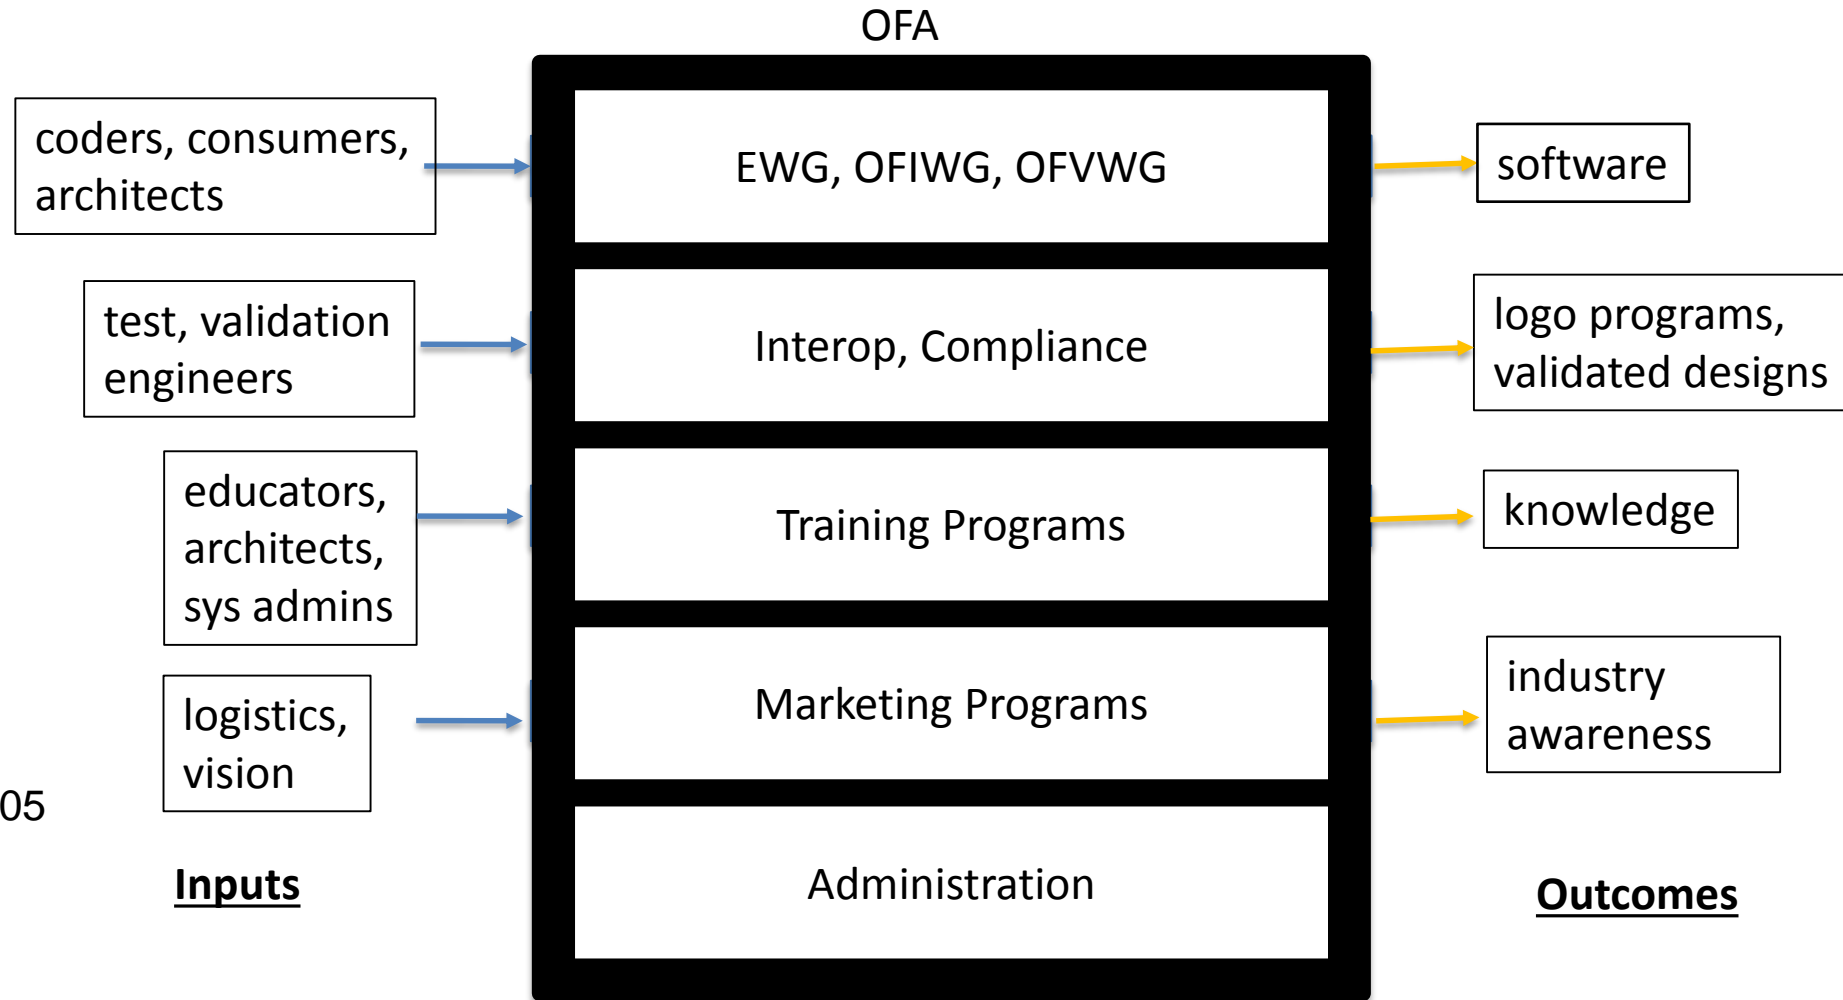 OFA
coders, consumers,
architects
EWG, OFIWG, OFVWG
software
test, validation
engineers
Interop, Compliance
logo programs,
validated designs
educators,
architects,
sys admins
Training Programs
knowledge
logistics,
vision
Marketing Programs
industry
awareness
05
Inputs
Administration
Outcomes